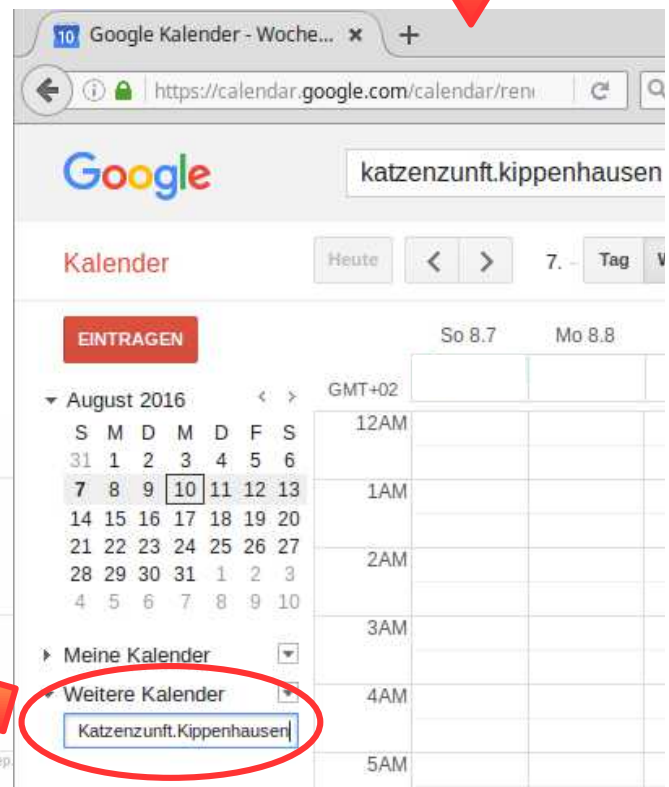 10 Google Kalender - Woche... × +
https://calendar.google.com/calendar/ren
Google
katzenzunft.kippenhausen
Kalender
Heute < > 7. – Tag
EINTRAGEN
So 8.7 Mo 8.8
August 2016 < >
GMT+02
S M D M D F S
31 1 2 3 4 5 6
7 8 9 10 11 12 13
14 15 16 17 18 19 20
21 22 23 24 25 26 27
28 29 30 31 1 2 3
4 5 6 7 8 9 10
12AM
1AM
2AM
3AM
4AM
5AM
Meine Kalender
Weitere Kalender
Katzenzunft.Kippenhausen